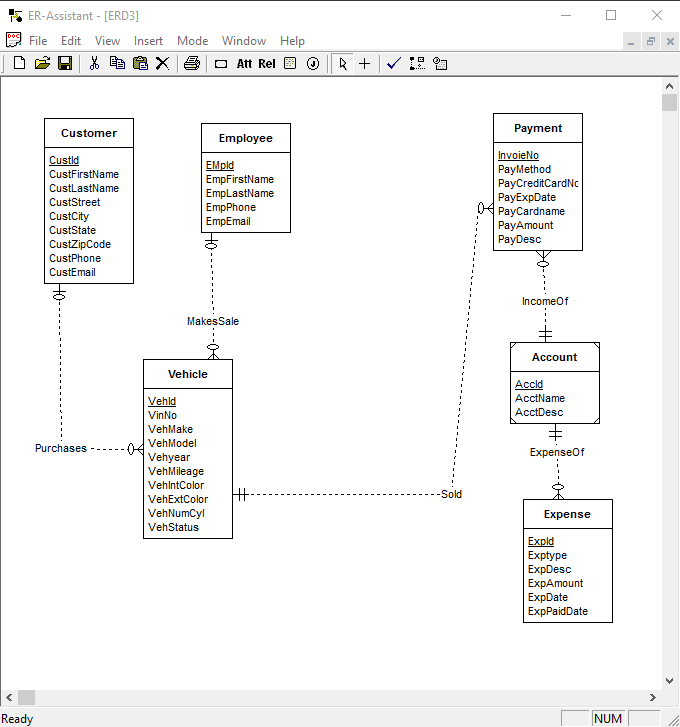 ER-Assistant - [ERD3]
DOC File Edit View Insert Mode Window Help
Att Rel J
Customer
CustId
CustFirstName
CustLastName
CustStreet
CustCity
CustState
CustZipCode
CustPhone
CustEmail
Employee
EMpId
EmpFirstName
EmpLastName
EmpPhone
EmpEmail
Payment
InvoieNo
PayMethod
PayCreditCardNo
PayExpDate
PayCardname
PayAmount
PayDesc
MakesSale
IncomeOf
Vehicle
VehId
VinNo
VehMake
VehModel
Vehyear
VehMileage
VehIntColor
VehExtColor
VehNumCyl
VehStatus
Account
AccId
AcctName
AcctDesc
Purchases
ExpenseOf
Sold
Expense
ExpId
Exptype
ExpDesc
ExpAmount
ExpDate
ExpPaidDate
Ready NUM